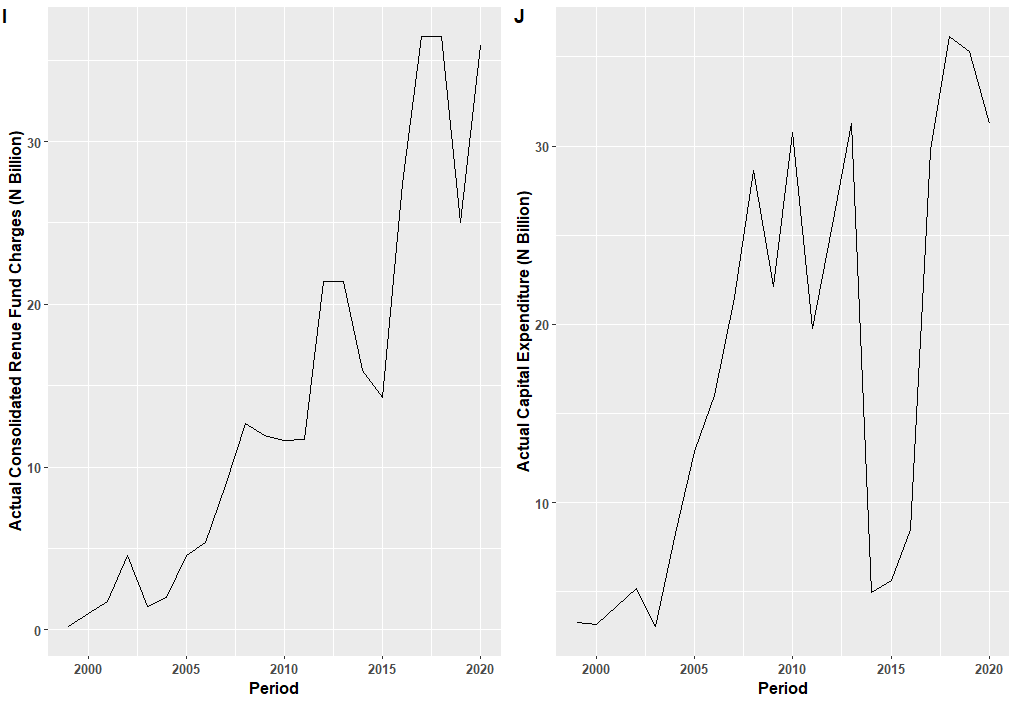 I
Actual Consolidated Renue Fund Charges (N Billion)
30
20
10
0
2000 2005 2010 2015 2020
Period
J
Actual Capital Expenditure (N Billion)
30
20
10
2000 2005 2010 2015 2020
Period